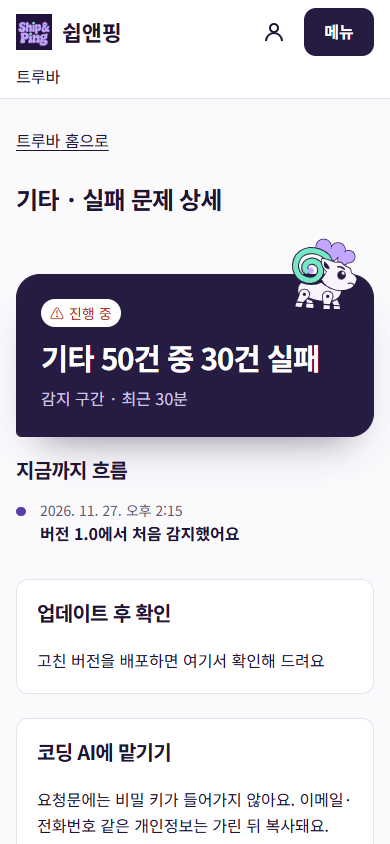 Ship&
Ping
쉽앤핑
메뉴
트루바
트루바 홈으로
기타 · 실패 문제 상세
진행 중
기타 50건 중 30건 실패
감지 구간 · 최근 30분
지금까지 흐름
2026. 11. 27. 오후 2:15
버전 1.0에서 처음 감지했어요
업데이트 후 확인
고친 버전을 배포하면 여기서 확인해 드려요
코딩 AI에 맡기기
요청문에는 비밀 키가 들어가지 않아요. 이메일·
전화번호 같은 개인정보는 가린 뒤 복사돼요.